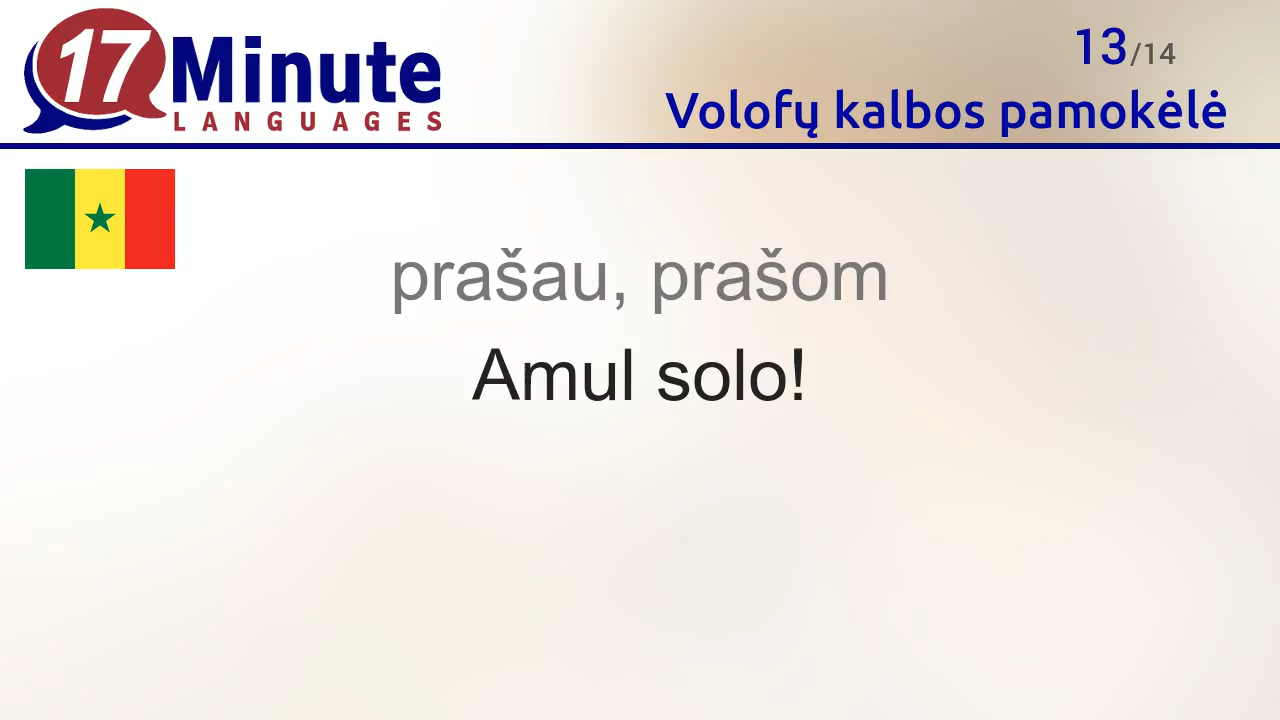 17 Minute
LANGUAGES
13/14
Volofų kalbos pamokėlė
prašau, prašom
Amul solo!